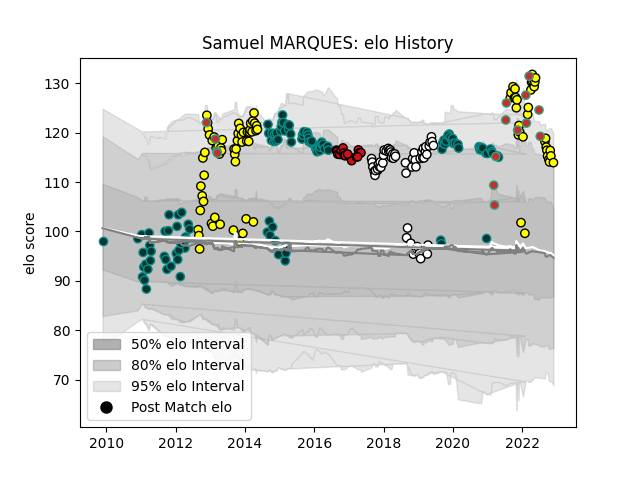 Samuel MARQUES: elo History
130
120
110
100
90
80
70
elo score
50% elo Interval
80% elo Interval
95% elo Interval
Post Match elo
2010
2012
2014
2016
2018
2020
2022